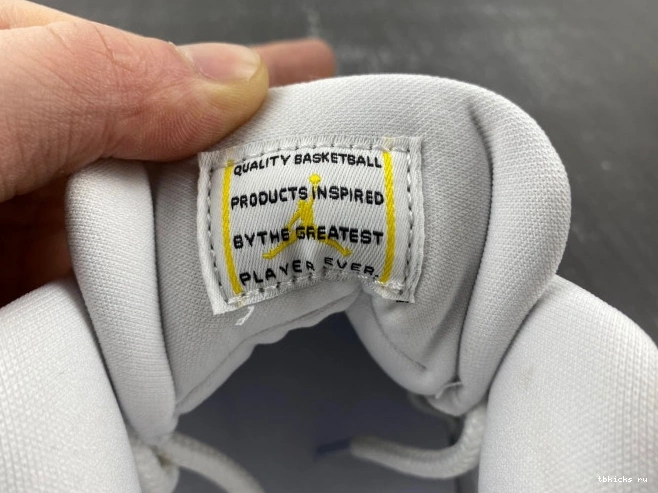 QUALITY BASKETBALL
PRODUCTS INSPIRED
BY THE GREATEST
PLAYER EVER.
tbkicks ru